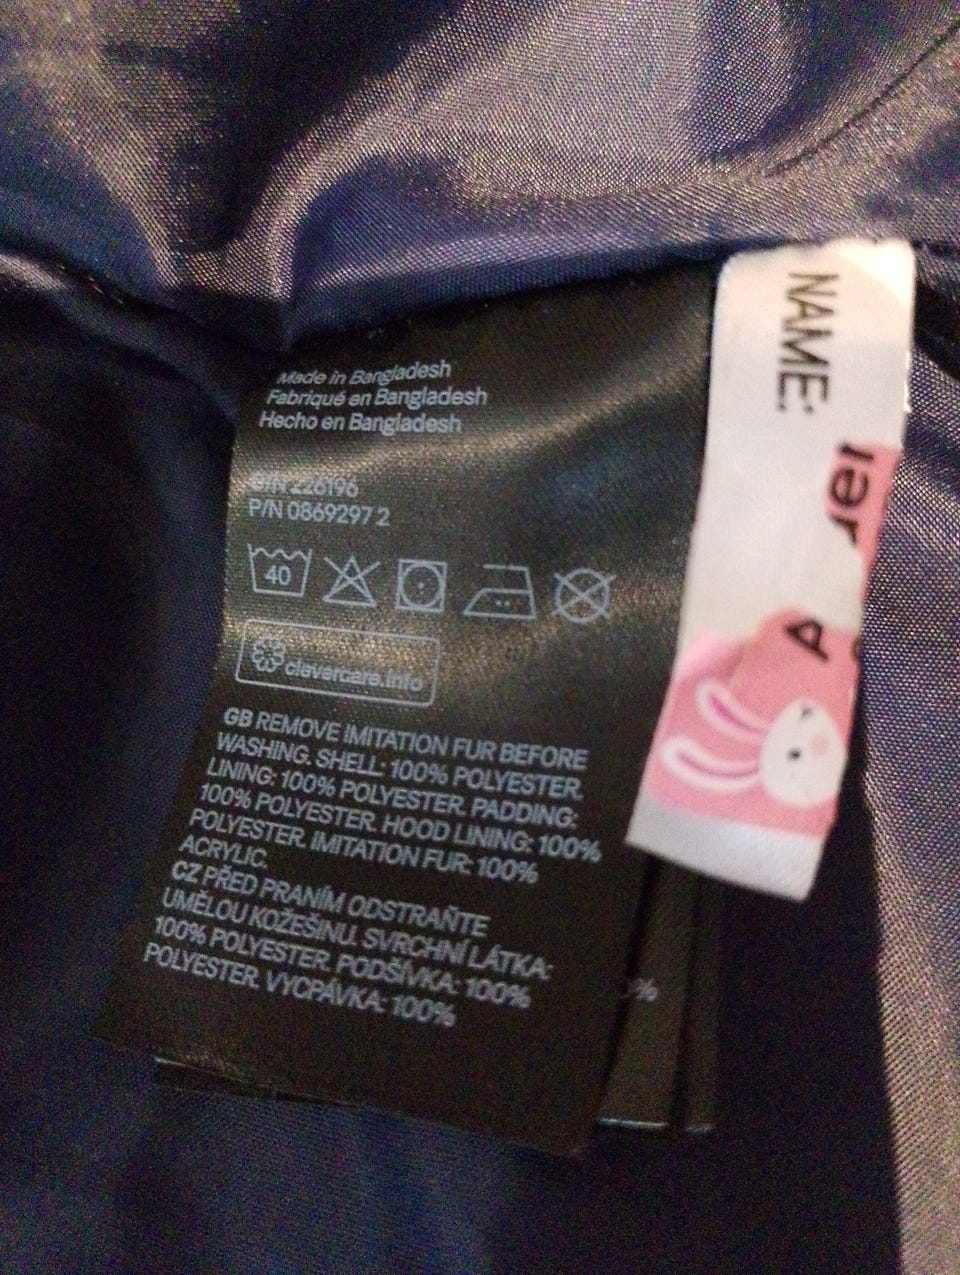 Made in Bangladesh
Fabriqué en Bangladesh
Hecho en Bangladesh
226196
P/N 0869297 2
40
clevercare.info
GB REMOVE IMITATION FUR BEFORE
WASHING. SHELL: 100% POLYESTER.
LINING: 100% POLYESTER. PADDING:
100% POLYESTER. HOOD LINING: 100%
POLYESTER. IMITATION FUR: 100%
ACRYLIC.
CZ PŘED PRANÍM ODSTRAŇTE
UMĚLOU KOŽEŠINU. SVRCHNÍ LÁTKA:
100% POLYESTER. PODŠÍVKA: 100%
POLYESTER. VYCPÁVKA: 100%
NAME: